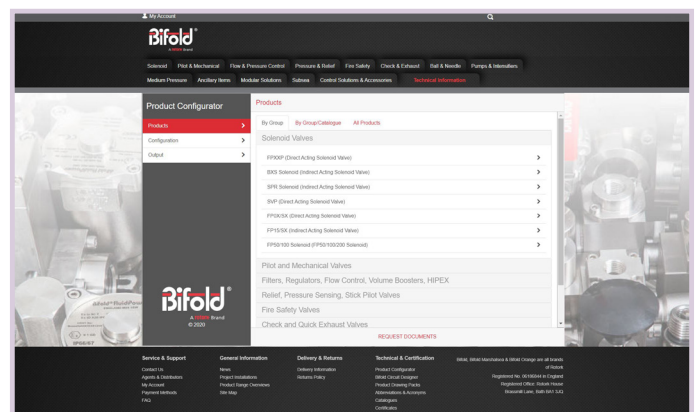 My Account
Bifold®
A rotork Brand
Solenoid Pilot & Mechanical Flow & Pressure Control Pressure & Relief Fire Safety Check & Exhaust Ball & Needle Pumps & Intensifiers
Medium Pressure Ancillary Items Modular Solutions Subsea Control Solutions & Accessories Technical Information
Product Configurator
Products
Configuration
Output
Bifold®
A rotork Brand
© 2020
Products
By Group By Group/Catalogue All Products
Solenoid Valves
FPXXP (Direct Acting Solenoid Valve)
BXS Solenoid (Indirect Acting Solenoid Valve)
SPR Solenoid (Indirect Acting Solenoid Valve)
SVP (Direct Acting Solenoid Valve)
FP0X/SX (Direct Acting Solenoid Valve)
FP15/SX (Indirect Acting Solenoid Valve)
FP50/100 Solenoid (FP50/100/200 Solenoid)
Pilot and Mechanical Valves
Filters, Regulators, Flow Control, Volume Boosters, HIPEX
Relief, Pressure Sensing, Stick Pilot Valves
Fire Safety Valves
Check and Quick Exhaust Valves
REQUEST DOCUMENTS
Service & Support
Contact Us
Agents & Distributors
My Account
Payment Methods
FAQ
General Information
News
Project Installations
Product Range Overviews
Site Map
Delivery & Returns
Delivery Information
Returns Policy
Technical & Certification
Product Configurator
Bifold Circuit Designer
Product Drawing Packs
Abbreviations & Acronyms
Catalogues
Certificates
Bifold, Bifold Marshalsea & Bifold Orange are all brands
of Rotork
Registered No. 06196844 in England
Registered Office: Rotork House
Brassmill Lane, Bath BA1 3JQ